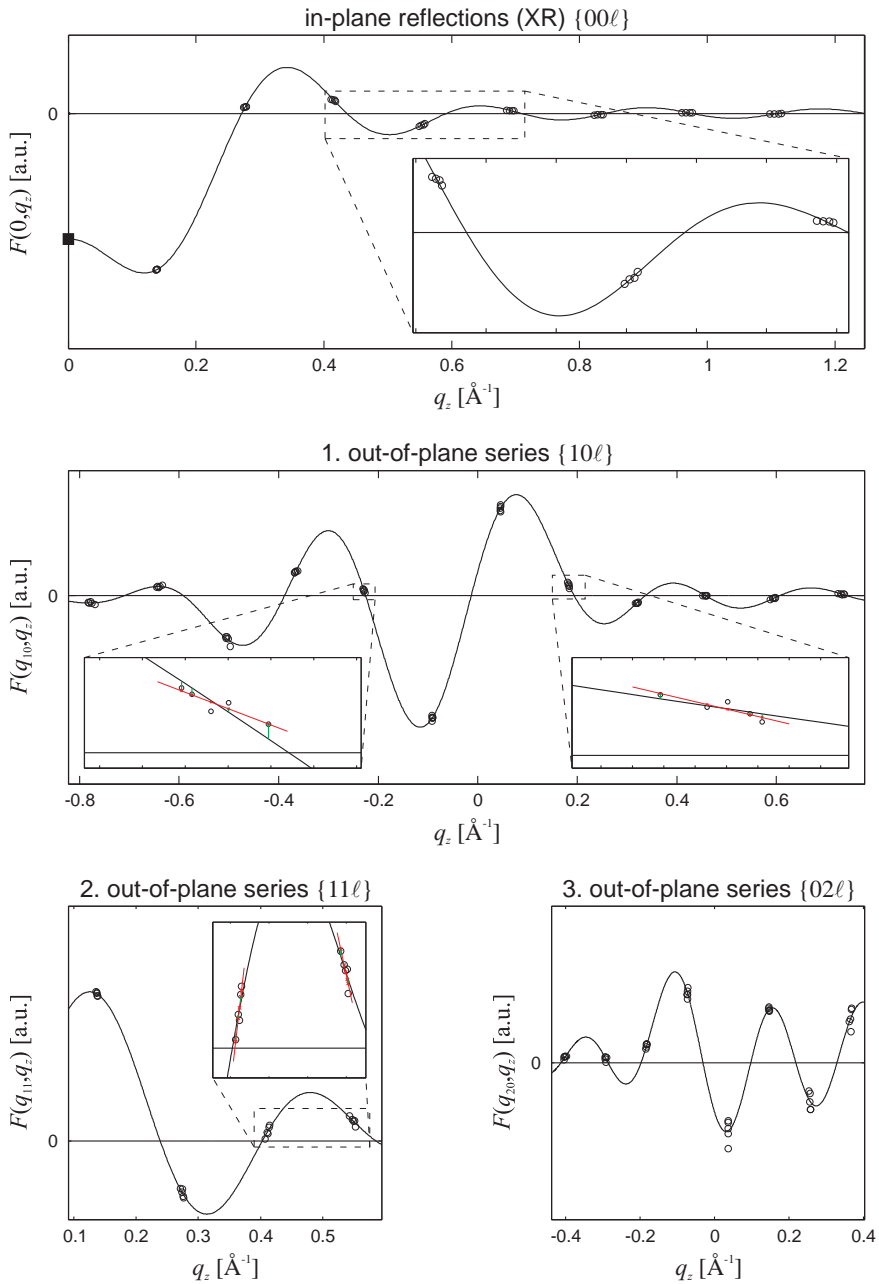 in-plane reflections (XR) {00ℓ}
F(0,q_z) [a.u.]
0
0 0.2 0.4 0.6 0.8 1 1.2
q_z [Å⁻¹]
1. out-of-plane series {10ℓ}
F(q₁₀,q_z) [a.u.]
0
-0.8 -0.6 -0.4 -0.2 0 0.2 0.4 0.6
q_z [Å⁻¹]
2. out-of-plane series {11ℓ}
F(q₁₁,q_z) [a.u.]
0
0.1 0.2 0.3 0.4 0.5
q_z [Å⁻¹]
3. out-of-plane series {02ℓ}
F(q₂₀,q_z) [a.u.]
0
-0.4 -0.2 0 0.2 0.4
q_z [Å⁻¹]